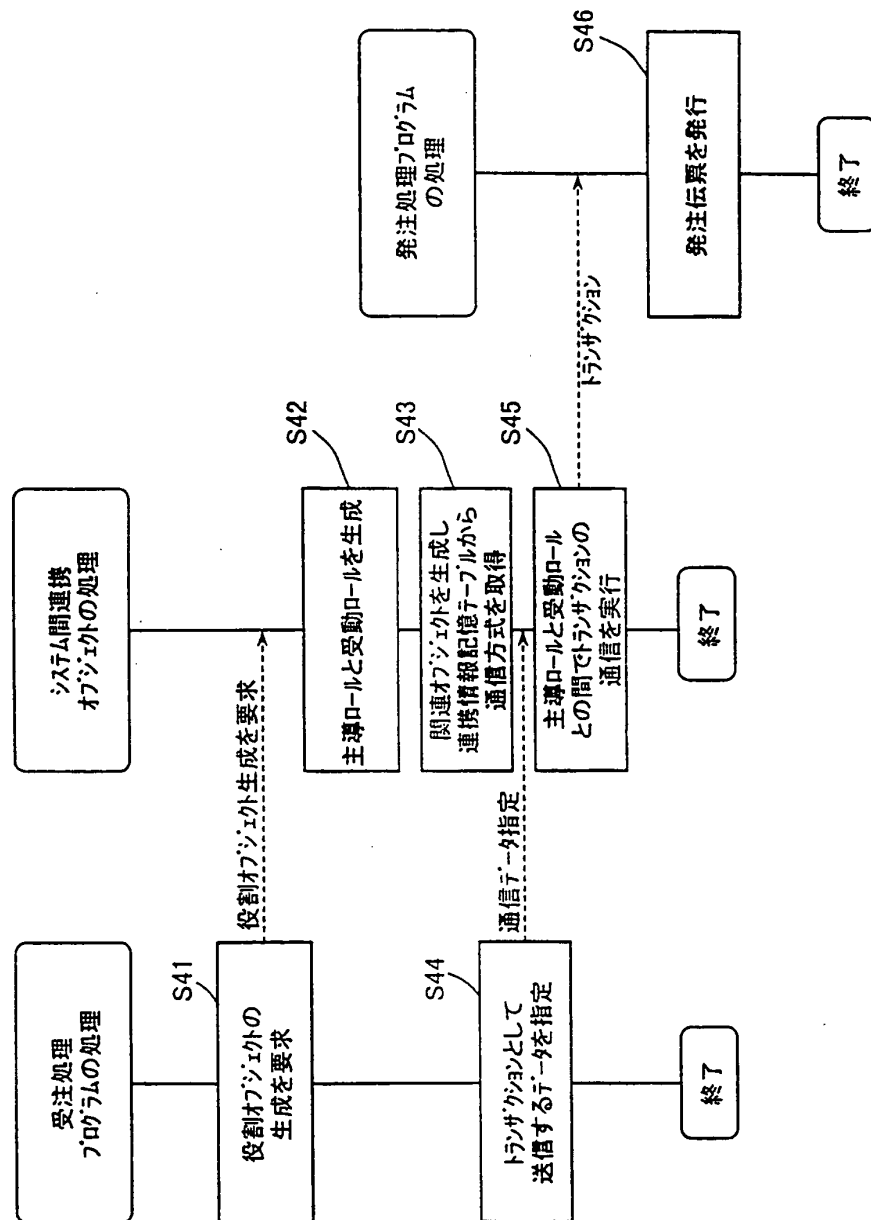 受注処理
プログラムの処理
S41
役割オブジェクトの
生成を要求
S44
トランザクションとして
送信するデータを指定
終了
役割オブジェクト生成を要求
通信データ指定
システム間連携
オブジェクトの処理
S42
主導ロールと受動ロールを生成
S43
関連オブジェクトを生成し
連携情報記憶テーブルから
通信方式を取得
S45
主導ロールと受動ロール
との間でトランザクションの
通信を実行
終了
トランザクション
発注処理プログラム
の処理
S46
発注伝票を発行
終了